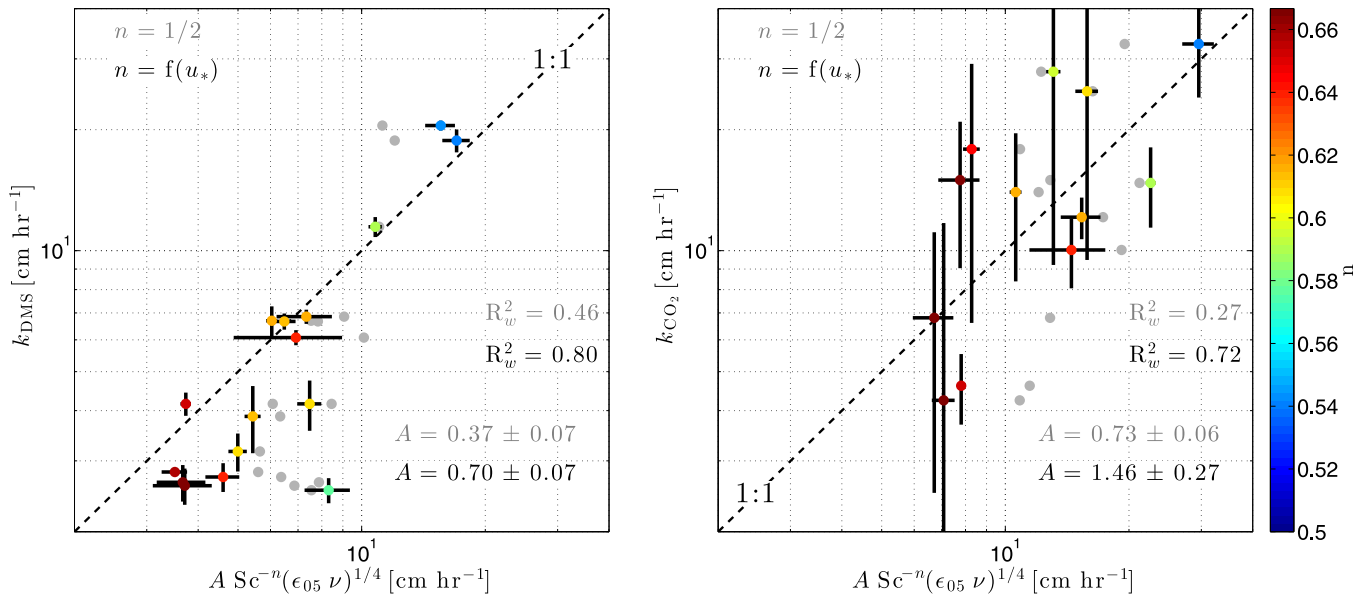 n = 1/2
n = f(u_*)
1:1
k_DMS [cm hr⁻¹]
10¹
R²_w = 0.46
R²_w = 0.80
A = 0.37 ± 0.07
A = 0.70 ± 0.07
10¹
A Sc⁻ⁿ(ϵ₀₅ ν)^{1/4} [cm hr⁻¹]
n = 1/2
n = f(u_*)
k_CO₂ [cm hr⁻¹]
10¹
R²_w = 0.27
R²_w = 0.72
A = 0.73 ± 0.06
A = 1.46 ± 0.27
1:1
10¹
A Sc⁻ⁿ(ϵ₀₅ ν)^{1/4} [cm hr⁻¹]
0.66
0.64
0.62
0.6
0.58
0.56
0.54
0.52
0.5
n